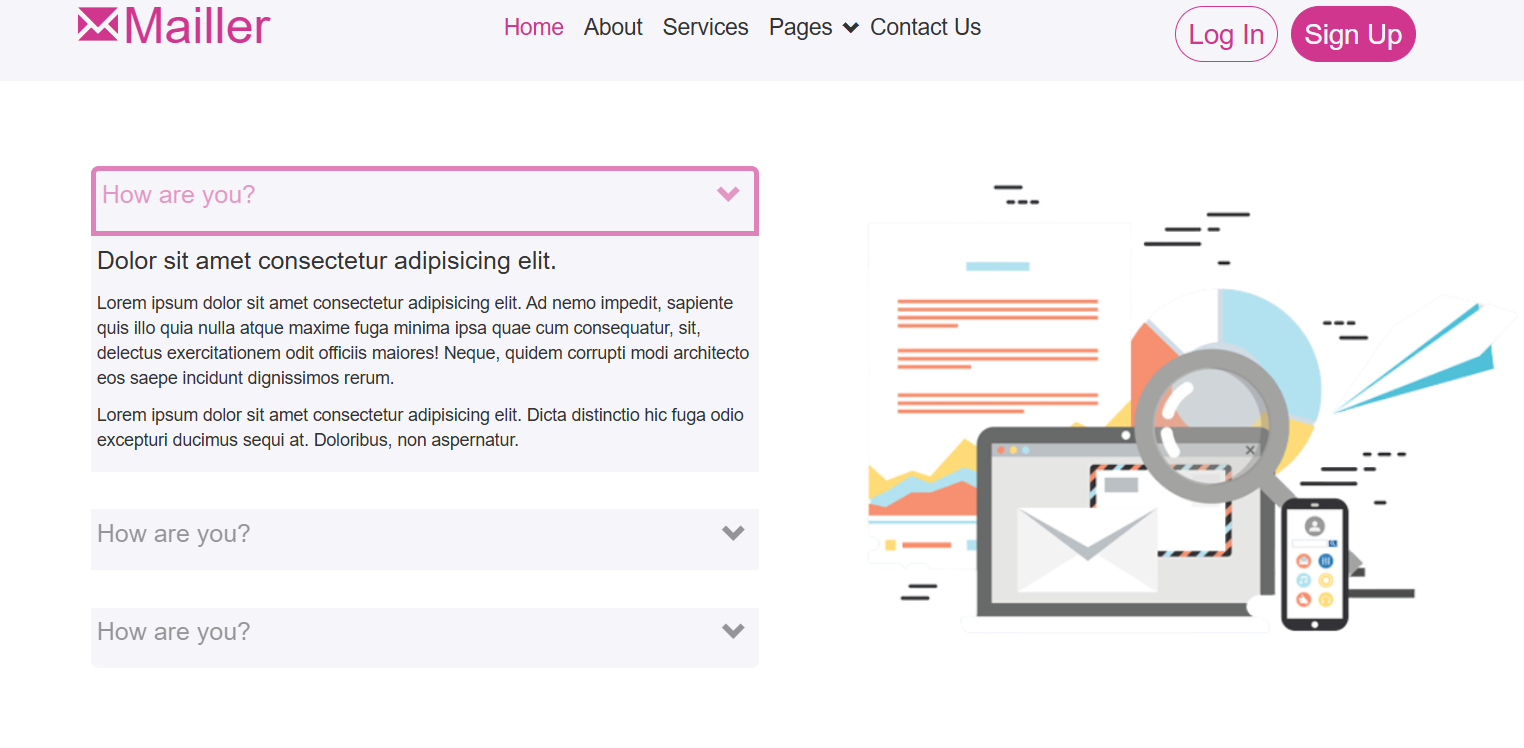 Mailler
Home About Services Pages Contact Us
Log In Sign Up
How are you?
Dolor sit amet consectetur adipisicing elit.
Lorem ipsum dolor sit amet consectetur adipisicing elit. Ad nemo impedit, sapiente
quis illo quia nulla atque maxime fuga minima ipsa quae cum consequatur, sit,
delectus exercitationem odit officiis maiores! Neque, quidem corrupti modi architecto
eos saepe incidunt dignissimos rerum.
Lorem ipsum dolor sit amet consectetur adipisicing elit. Dicta distinctio hic fuga odio
excepturi ducimus sequi at. Doloribus, non aspernatur.
How are you?
How are you?